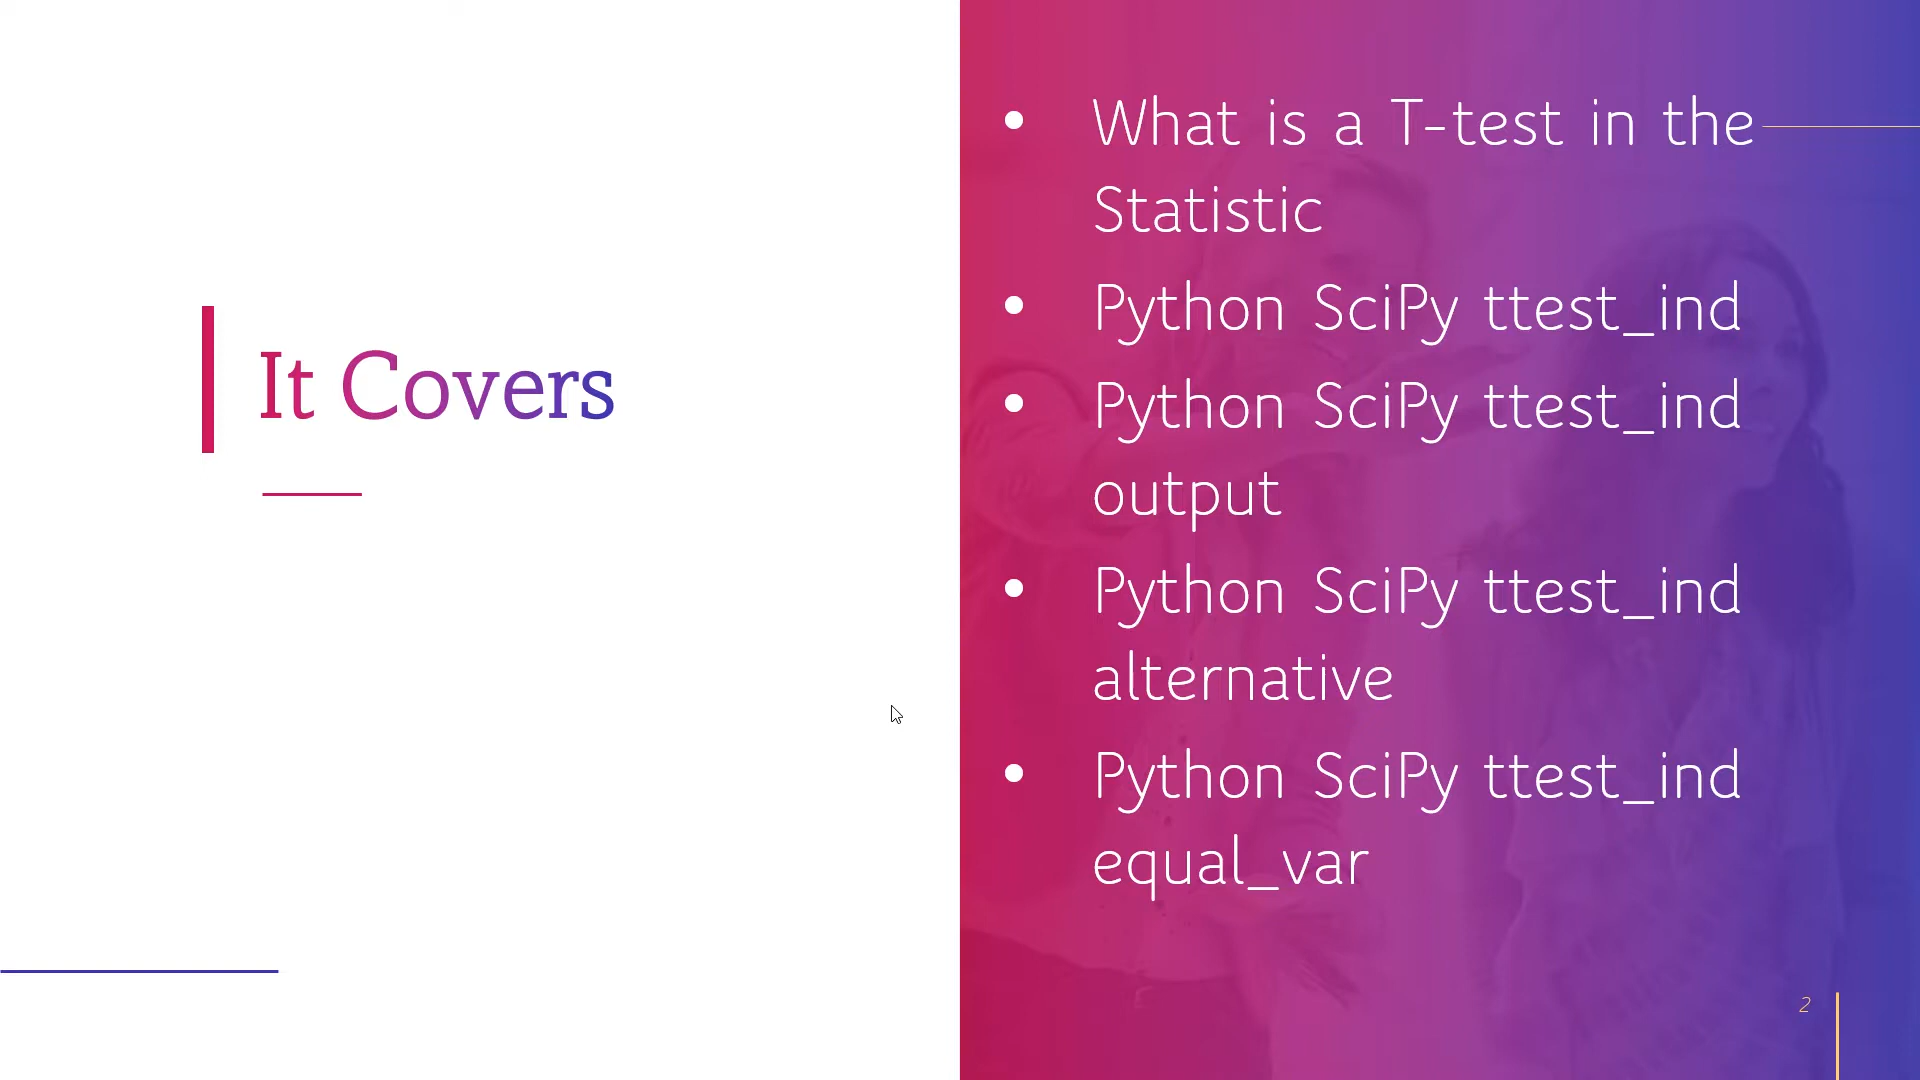 It Covers
• What is a T-test in the
Statistic
• Python SciPy ttest_ind
• Python SciPy ttest_ind
output
• Python SciPy ttest_ind
alternative
• Python SciPy ttest_ind
equal_var
2